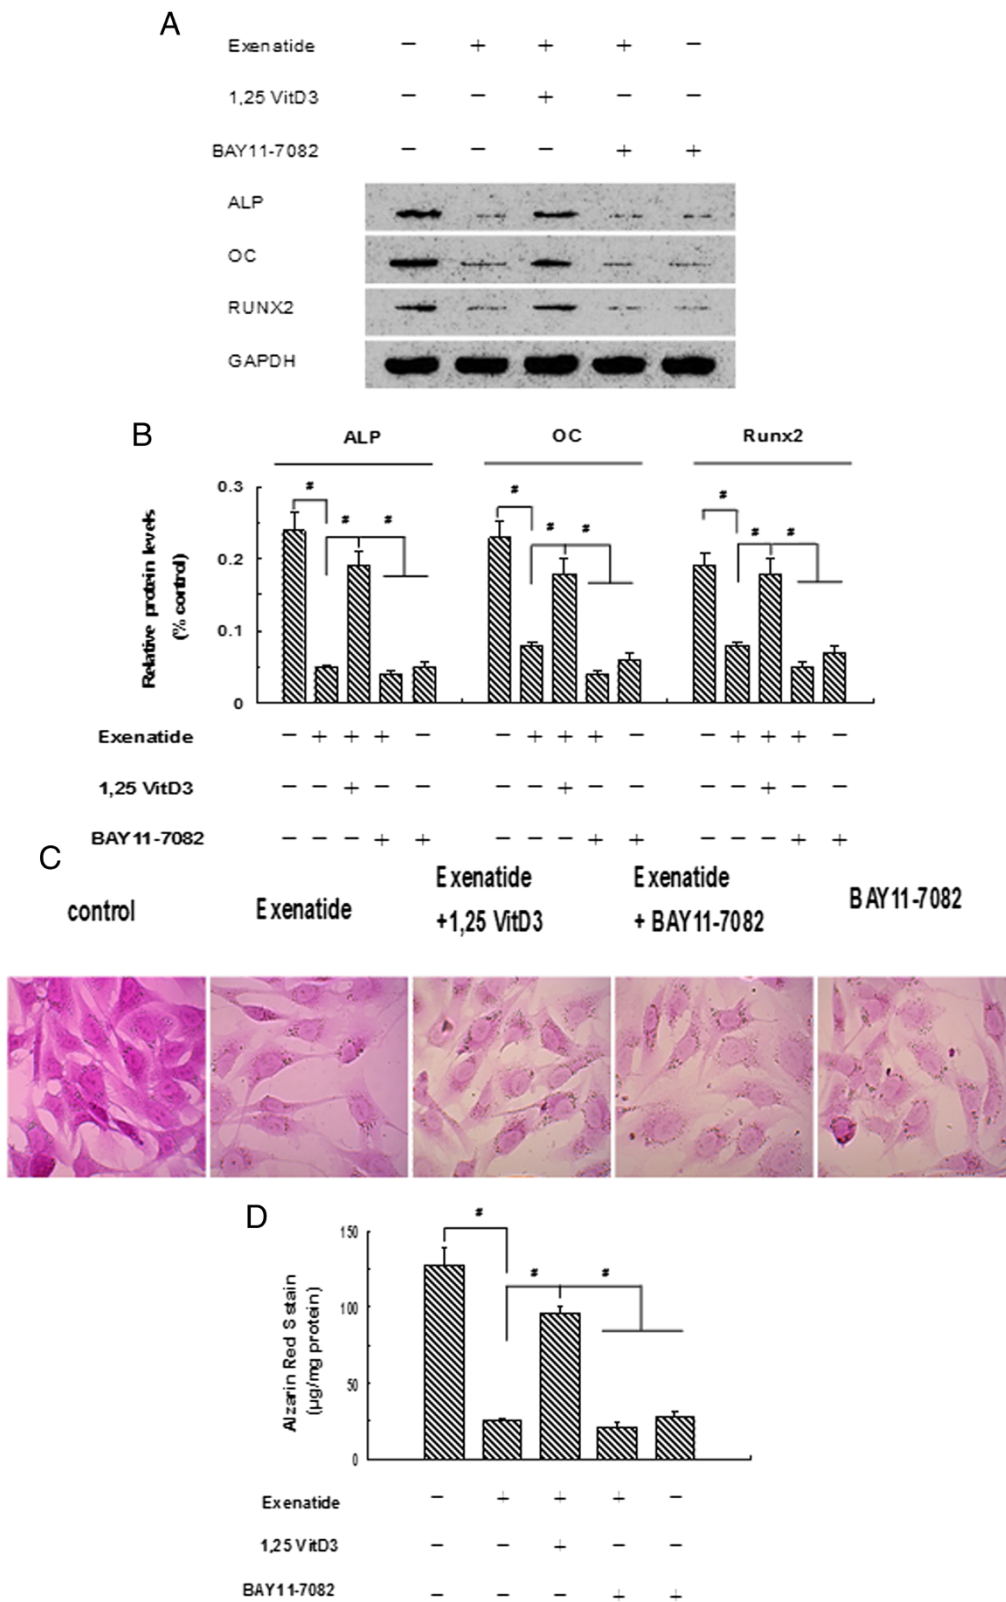 A
Exenatide − + + + −
1,25 VitD3 − − + − −
BAY11-7082 − − − + +
ALP
OC
RUNX2
GAPDH
B
ALP OC Runx2
Relative protein levels
(% control)
0.3
0.2
0.1
0
# # #
# # #
# # #
Exenatide − + + + − − + + + − − + + + −
1,25 VitD3 − − + − − − − + − − − − + − −
BAY11-7082 − − − + + − − − + + − − − + +
C
control
Exenatide
Exenatide
+1,25 VitD3
Exenatide
+ BAY11-7082
BAY11-7082
D
Alzarin Red S stain
(µg/mg protein)
150
100
50
0
# # #
Exenatide − + + + −
1,25 VitD3 − − + − −
BAY11-7082 − − − + +